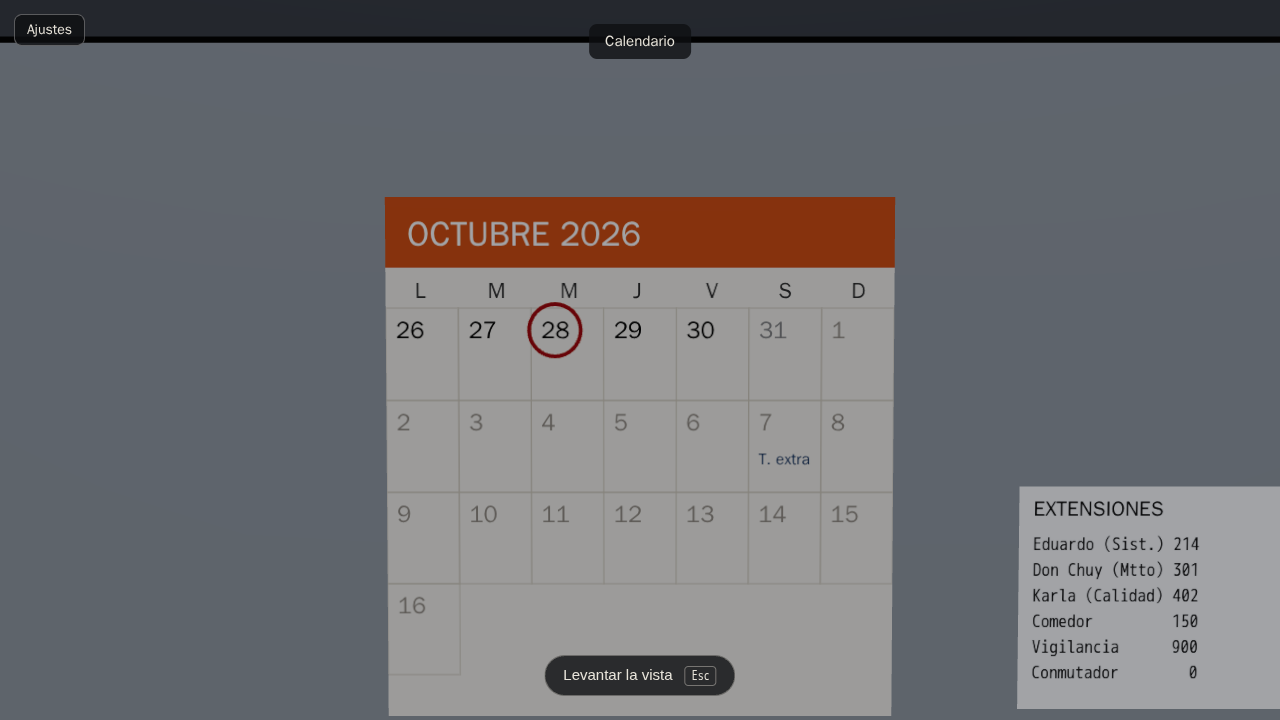 Ajustes
Calendario
OCTUBRE 2026
L M M J V S D
26 27 28 29 30 31 1
2 3 4 5 6 7 8
T. extra
9 10 11 12 13 14 15
16
EXTENSIONES
Eduardo (Sist.) 214
Don Chuy (Mtto) 301
Karla (Calidad) 402
Comedor 150
Vigilancia 900
Conmutador 0
Levantar la vista Esc